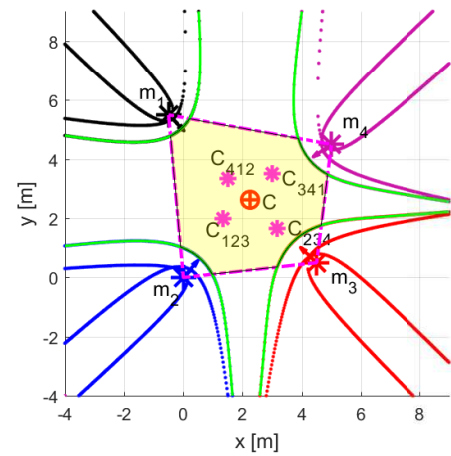 8
6
4
2
0
-2
-4
y [m]
m₁
m₄
C₄₁₂
C₃₄₁
C
C₁₂₃
C₂₃₄
m₂
m₃
-4 -2 0 2 4 6 8
x [m]